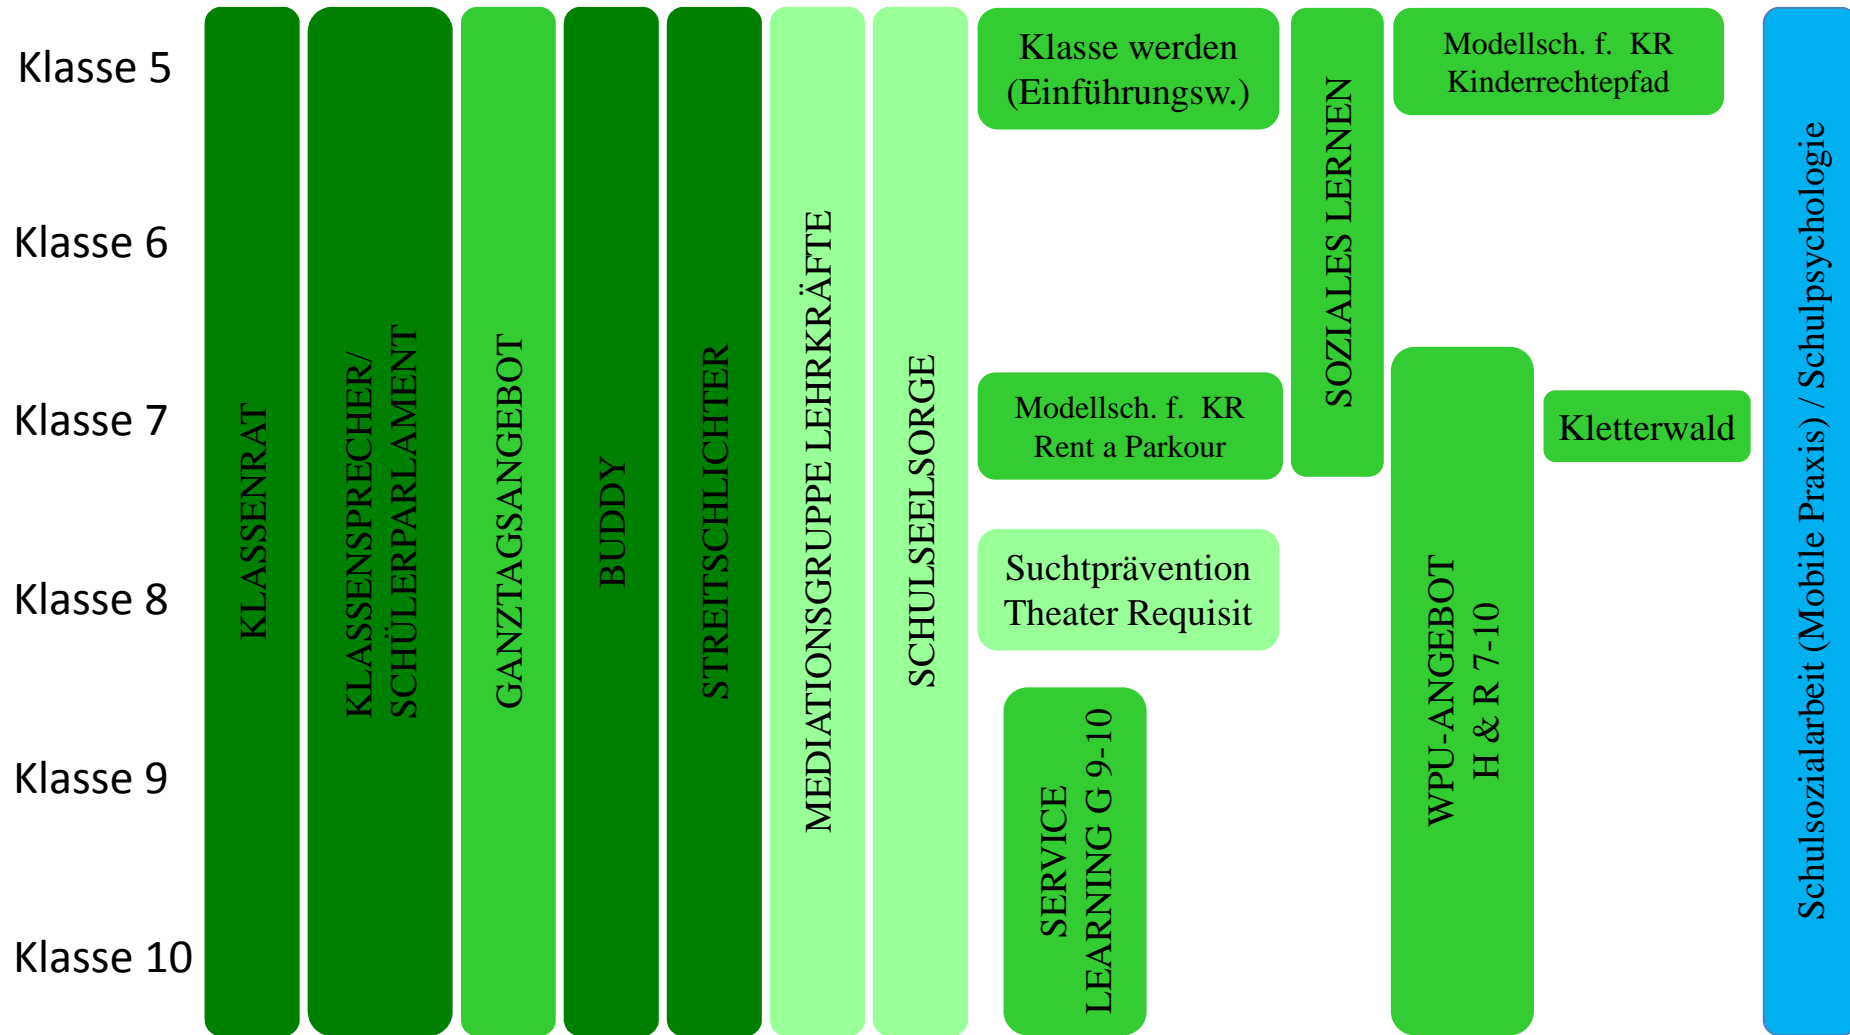 Klasse 5
Klasse 6
Klasse 7
Klasse 8
Klasse 9
Klasse 10
KLASSENRAT
KLASSENSPRECHER/
SCHÜLERPARLAMENT
GANZTAGSANGEBOT
BUDDY
STREITSCHLICHTER
MEDIATIONSGRUPPE LEHRKRÄFTE
SCHULSEELSORGE
Klasse werden
(Einführungsw.)
Modellsch. f. KR
Rent a Parkour
Suchtprävention
Theater Requisit
SERVICE
LEARNING G 9-10
SOZIALES LERNEN
Modellsch. f. KR
Kinderrechtepfad
WPU-ANGEBOT
H & R 7-10
Kletterwald
Schulsozialarbeit (Mobile Praxis) / Schulpsychologie